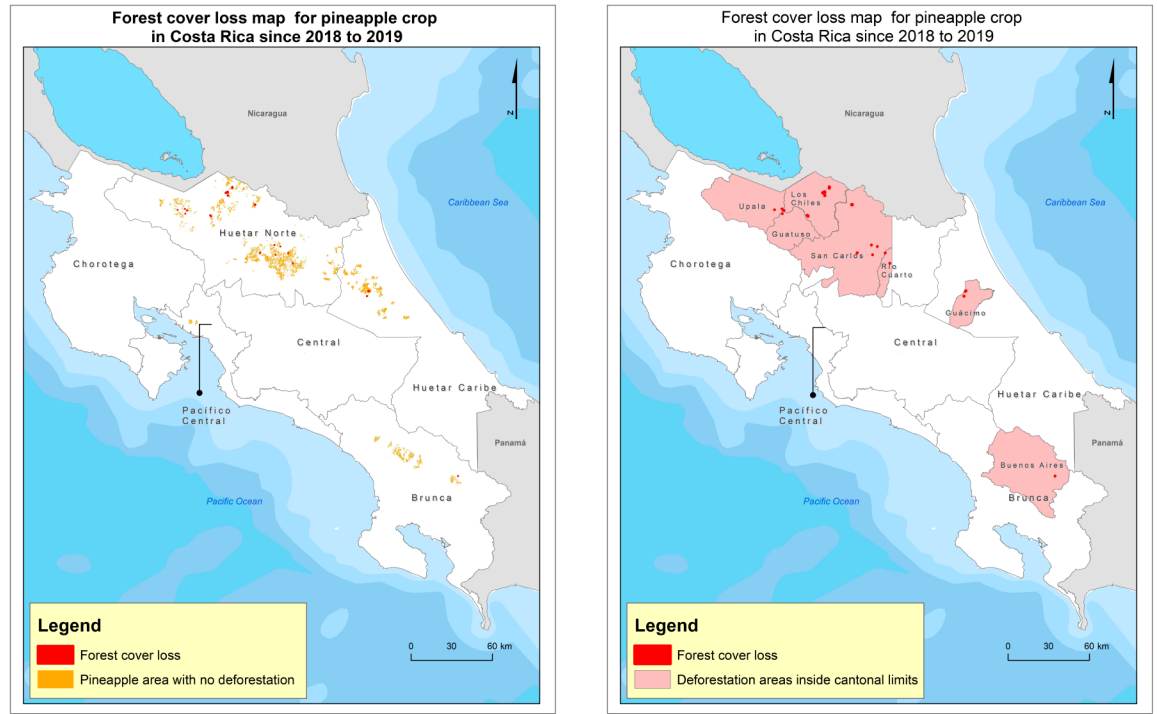 Forest cover loss map for pineapple crop
in Costa Rica since 2018 to 2019
N
Nicaragua
Caribbean Sea
Huetar Norte
Chorotega
Central
Huetar Caribe
Pacífico
Central
Panamá
Pacific Ocean
Brunca
Legend
Forest cover loss
Pineapple area with no deforestation
0 30 60 km
Forest cover loss map for pineapple crop
in Costa Rica since 2018 to 2019
N
Nicaragua
Caribbean Sea
Los
Chiles
Upala
Guatuso
San Carlos
Río
Cuarto
Chorotega
Guácimo
Central
Huetar Caribe
Pacífico
Central
Panamá
Buenos Aires
Pacific Ocean
Brunca
Legend
Forest cover loss
Deforestation areas inside cantonal limits
0 30 60 km